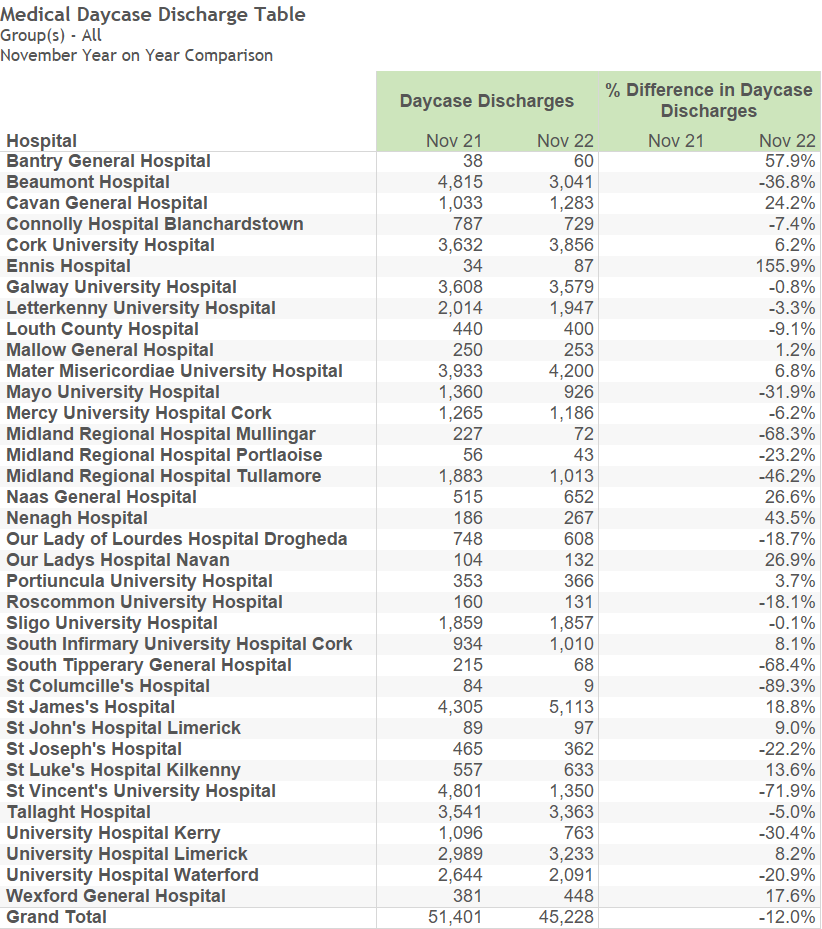 Medical Daycase Discharge Table
Group(s) - All
November Year on Year Comparison
Daycase Discharges % Difference in Daycase
Discharges
Hospital Nov 21 Nov 22 Nov 21 Nov 22
Bantry General Hospital 38 60 57.9%
Beaumont Hospital 4,815 3,041 -36.8%
Cavan General Hospital 1,033 1,283 24.2%
Connolly Hospital Blanchardstown 787 729 -7.4%
Cork University Hospital 3,632 3,856 6.2%
Ennis Hospital 34 87 155.9%
Galway University Hospital 3,608 3,579 -0.8%
Letterkenny University Hospital 2,014 1,947 -3.3%
Louth County Hospital 440 400 -9.1%
Mallow General Hospital 250 253 1.2%
Mater Misericordiae University Hospital 3,933 4,200 6.8%
Mayo University Hospital 1,360 926 -31.9%
Mercy University Hospital Cork 1,265 1,186 -6.2%
Midland Regional Hospital Mullingar 227 72 -68.3%
Midland Regional Hospital Portlaoise 56 43 -23.2%
Midland Regional Hospital Tullamore 1,883 1,013 -46.2%
Naas General Hospital 515 652 26.6%
Nenagh Hospital 186 267 43.5%
Our Lady of Lourdes Hospital Drogheda 748 608 -18.7%
Our Ladys Hospital Navan 104 132 26.9%
Portiuncula University Hospital 353 366 3.7%
Roscommon University Hospital 160 131 -18.1%
Sligo University Hospital 1,859 1,857 -0.1%
South Infirmary University Hospital Cork 934 1,010 8.1%
South Tipperary General Hospital 215 68 -68.4%
St Columcille's Hospital 84 9 -89.3%
St James's Hospital 4,305 5,113 18.8%
St John's Hospital Limerick 89 97 9.0%
St Joseph's Hospital 465 362 -22.2%
St Luke's Hospital Kilkenny 557 633 13.6%
St Vincent's University Hospital 4,801 1,350 -71.9%
Tallaght Hospital 3,541 3,363 -5.0%
University Hospital Kerry 1,096 763 -30.4%
University Hospital Limerick 2,989 3,233 8.2%
University Hospital Waterford 2,644 2,091 -20.9%
Wexford General Hospital 381 448 17.6%
Grand Total 51,401 45,228 -12.0%